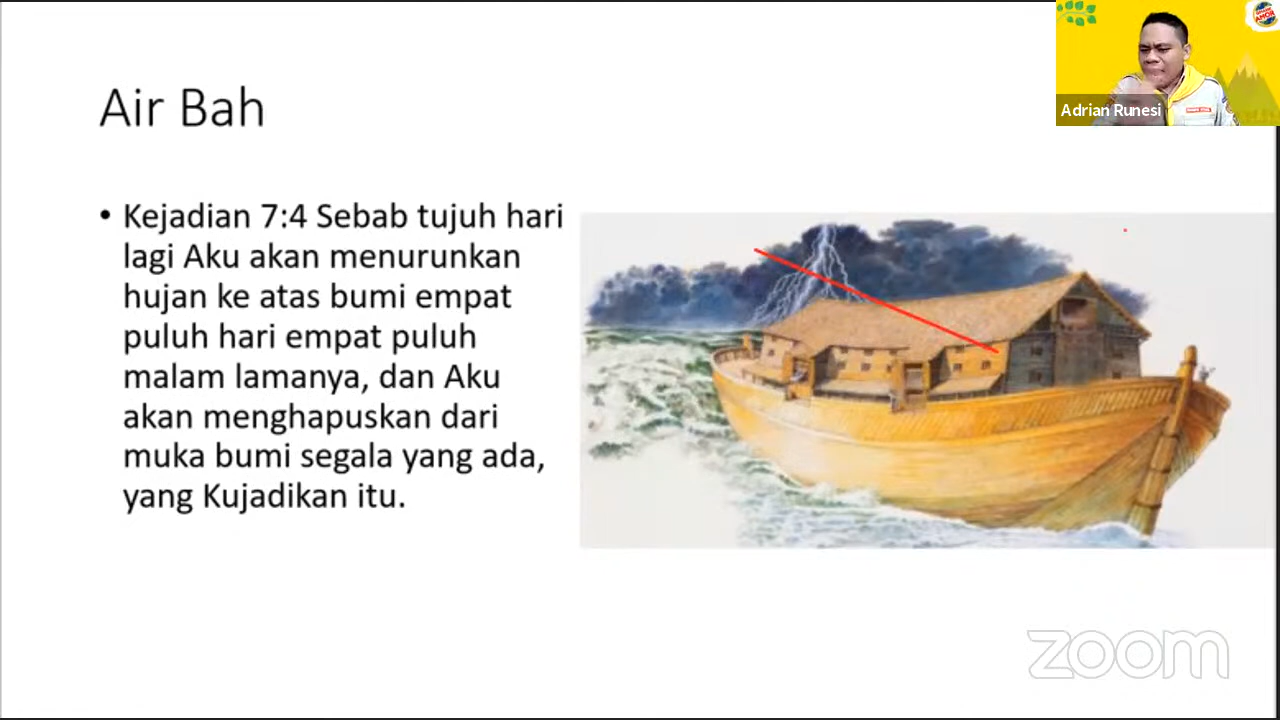 Air Bah
• Kejadian 7:4 Sebab tujuh hari
lagi Aku akan menurunkan
hujan ke atas bumi empat
puluh hari empat puluh
malam lamanya, dan Aku
akan menghapuskan dari
muka bumi segala yang ada,
yang Kujadikan itu.
Adrian Runesi
zoom